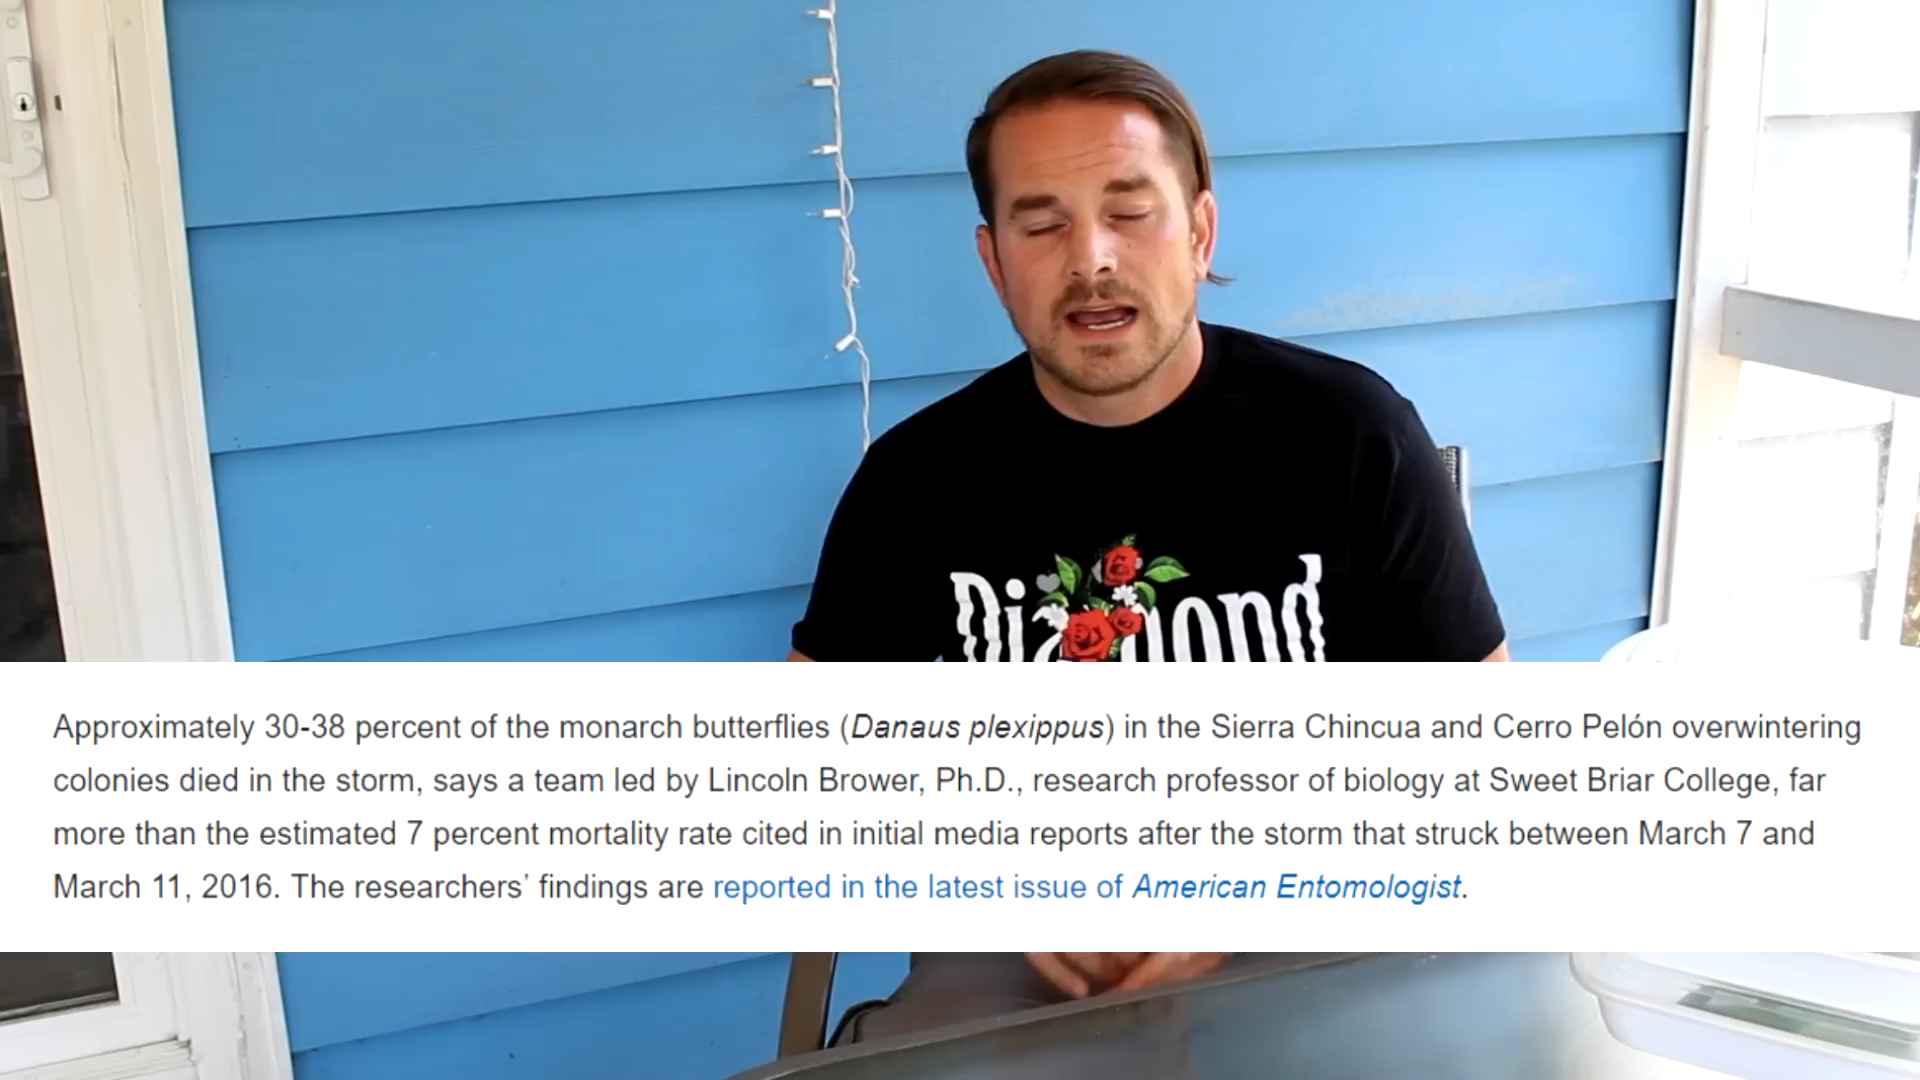 Diamond
Approximately 30-38 percent of the monarch butterflies (Danaus plexippus) in the Sierra Chincua and Cerro Pelón overwintering
colonies died in the storm, says a team led by Lincoln Brower, Ph.D., research professor of biology at Sweet Briar College, far
more than the estimated 7 percent mortality rate cited in initial media reports after the storm that struck between March 7 and
March 11, 2016. The researchers’ findings are reported in the latest issue of American Entomologist.